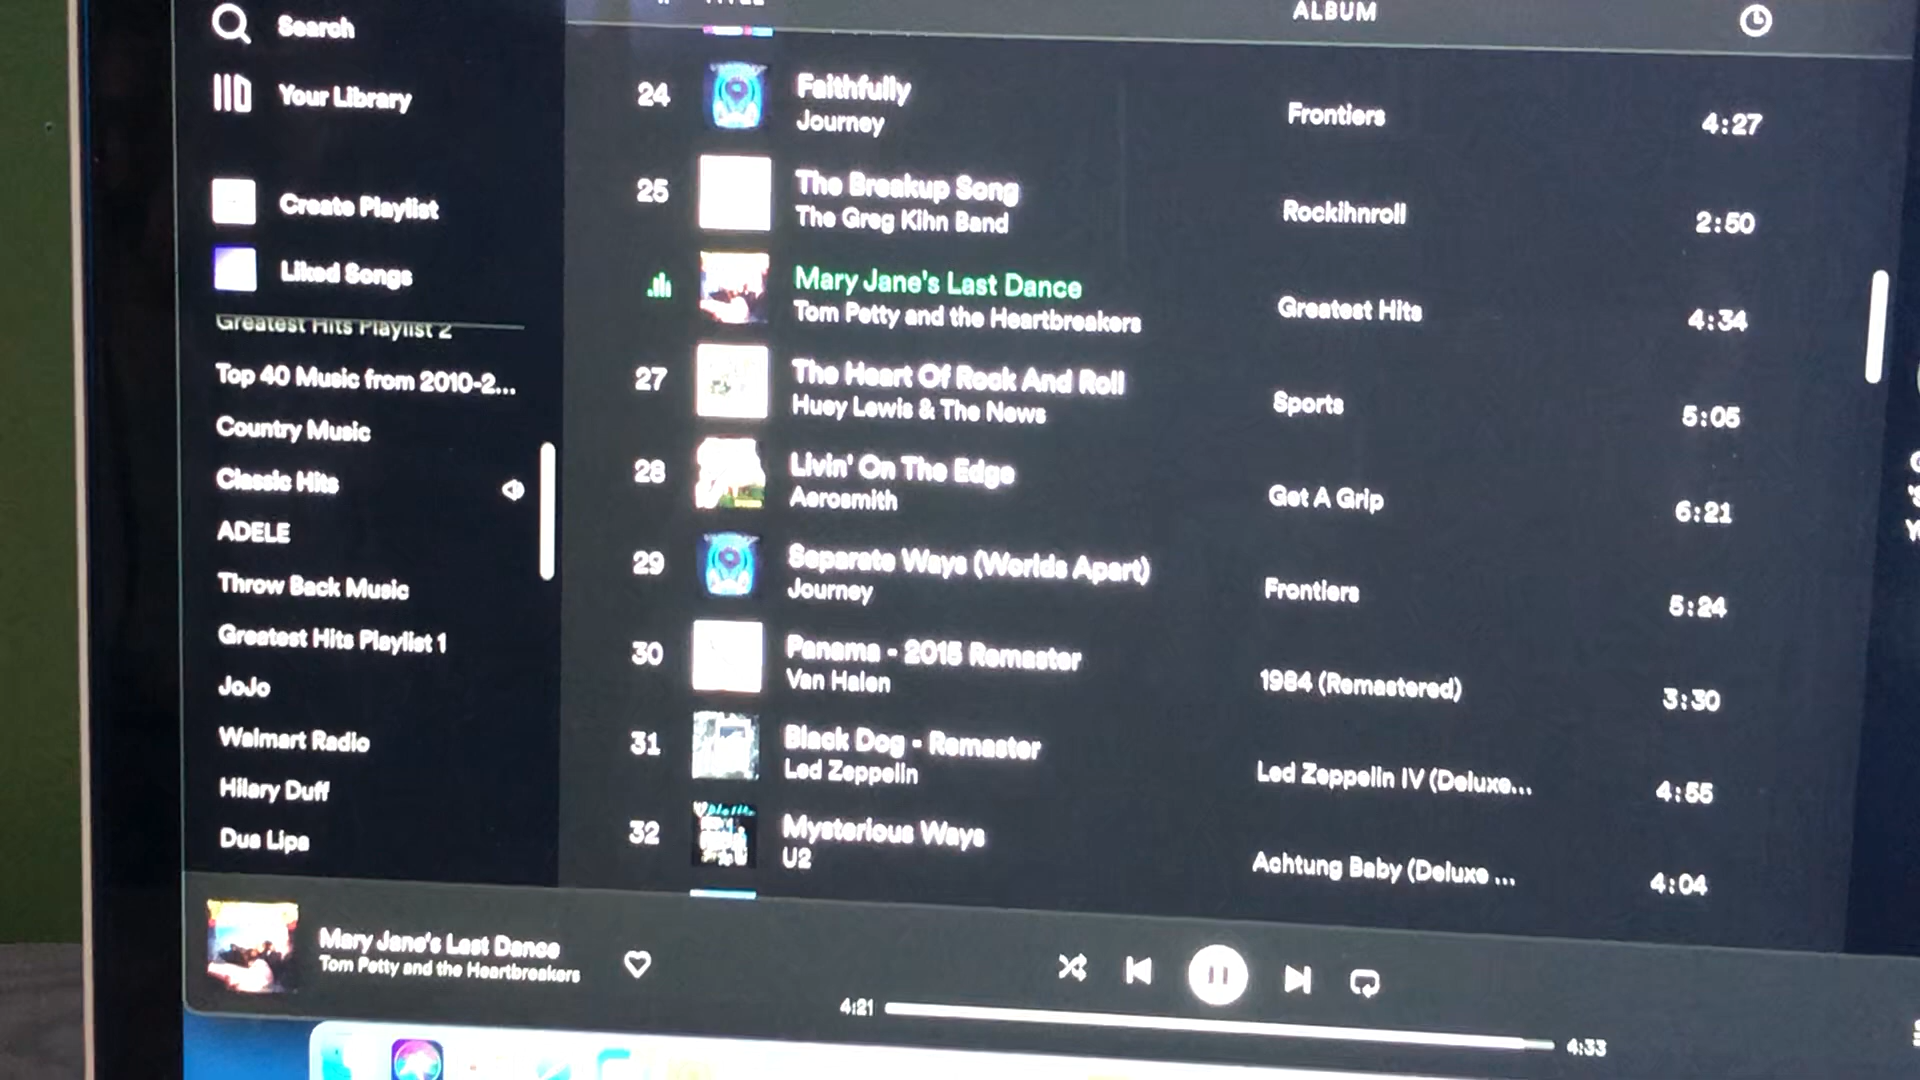 ALBUM
Search
Your Library
Create Playlist
Liked Songs
Greatest Hits Playlist 2
Top 40 Music from 2010-2...
Country Music
Classic Hits
ADELE
Throw Back Music
Greatest Hits Playlist 1
JoJo
Walmart Radio
Hilary Duff
Dua Lipa
24
Faithfully
Journey
Frontiers
4:27
25
The Breakup Song
The Greg Kihn Band
Rockihnroll
2:50
Mary Jane's Last Dance
Tom Petty and the Heartbreakers
Greatest Hits
4:34
27
The Heart Of Rock And Roll
Huey Lewis & The News
Sports
5:05
28
Livin' On The Edge
Aerosmith
Get A Grip
6:21
29
Separate Ways (Worlds Apart)
Journey
Frontiers
5:24
30
Panama - 2015 Remaster
Van Halen
1984 (Remastered)
3:30
31
Black Dog - Remaster
Led Zeppelin
Led Zeppelin IV (Deluxe...
4:55
32
Mysterious Ways
U2
Achtung Baby (Deluxe ...
4:04
Mary Jane's Last Dance
Tom Petty and the Heartbreakers
4:21
4:33